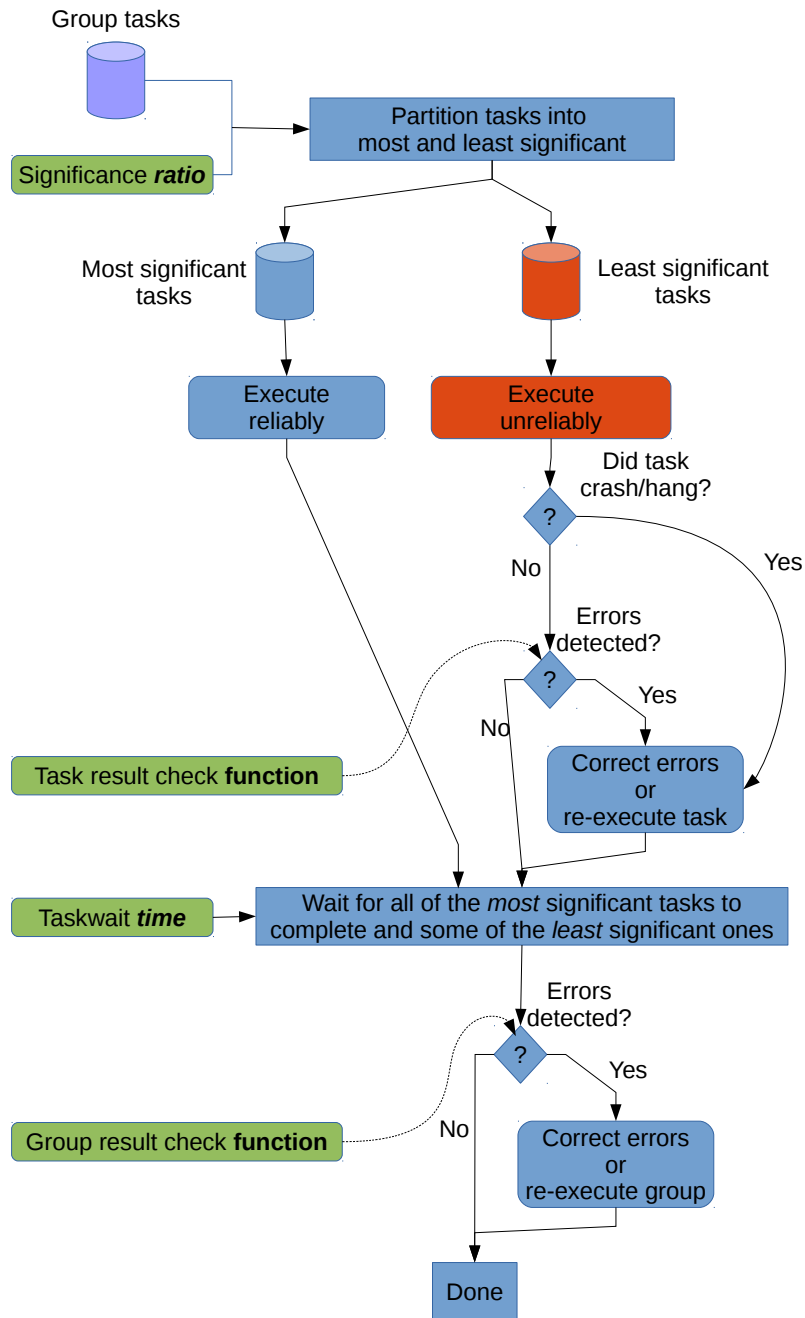 Group tasks
Partition tasks into
most and least significant
Significance ratio
Most significant
tasks
Least significant
tasks
Execute
reliably
Execute
unreliably
Did task
crash/hang?
?
No
Yes
Errors
detected?
?
Yes
No
Task result check function
Correct errors
or
re-execute task
Taskwait time
Wait for all of the most significant tasks to
complete and some of the least significant ones
Errors
detected?
?
Yes
No
Group result check function
Correct errors
or
re-execute group
Done